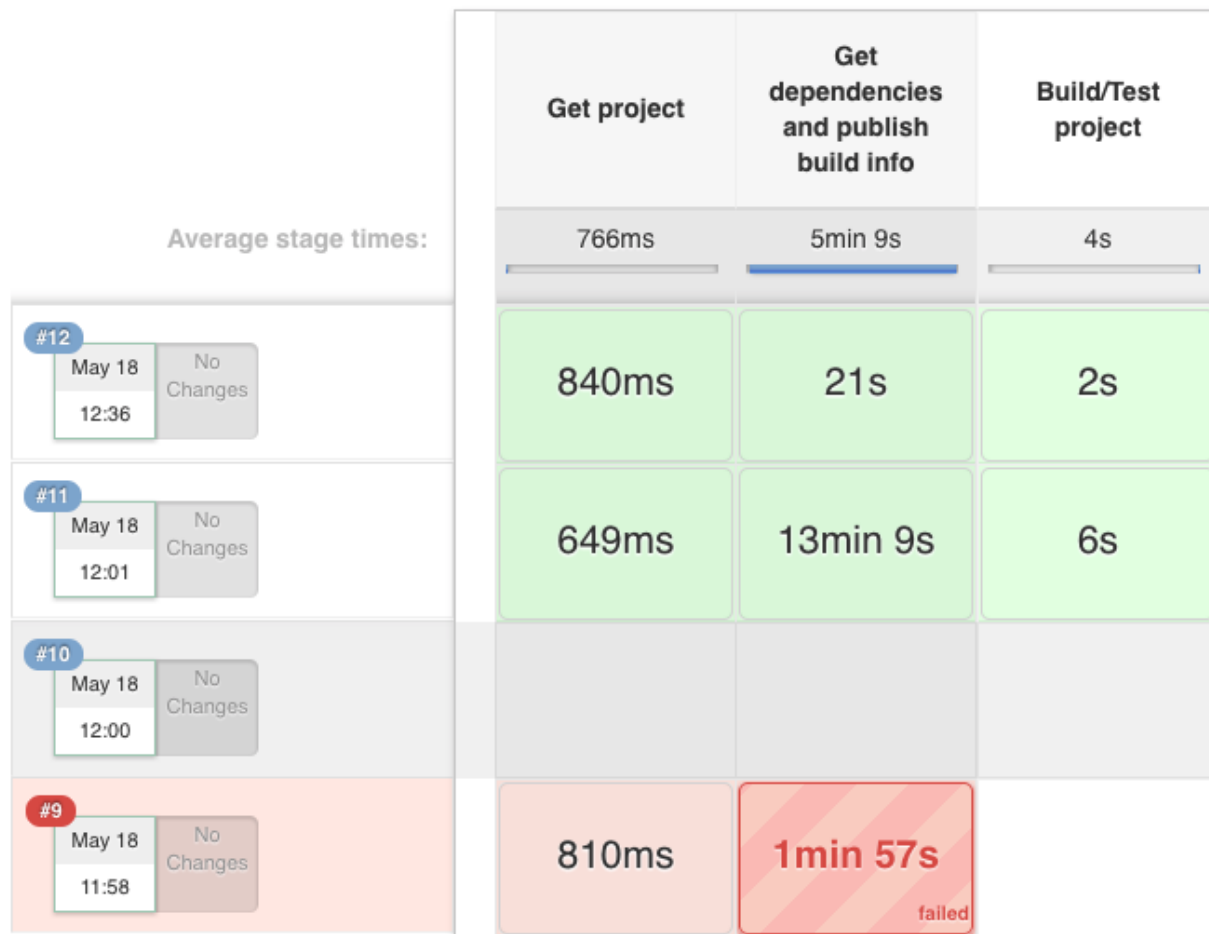 Get project
Get
dependencies
and publish
build info
Build/Test
project
Average stage times:
766ms
5min 9s
4s
#12
May 18
12:36
No
Changes
840ms
21s
2s
#11
May 18
12:01
No
Changes
649ms
13min 9s
6s
#10
May 18
12:00
No
Changes
#9
May 18
11:58
No
Changes
810ms
1min 57s
failed